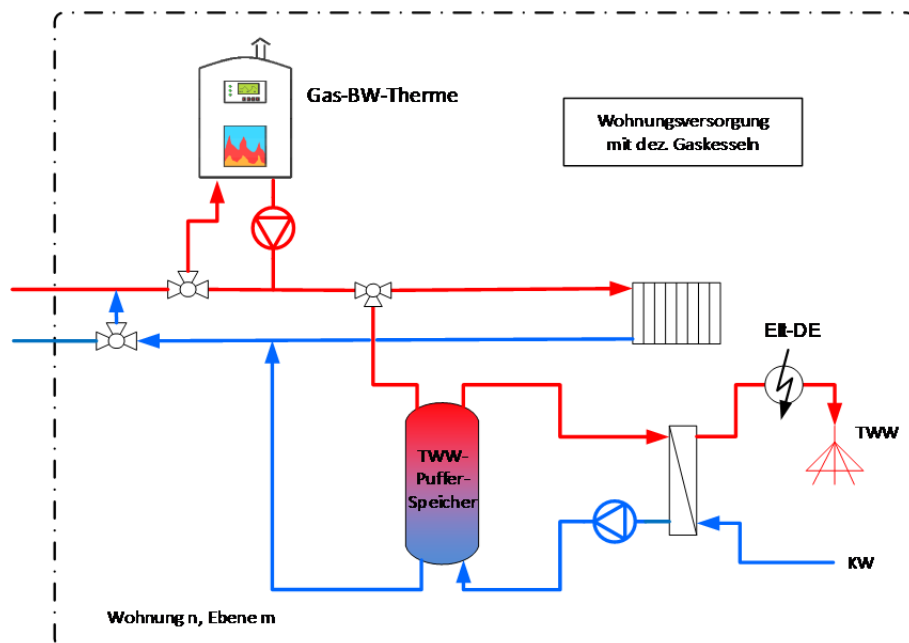 Gas-BW-Therme
Wohnungsversorgung
mit dez. Gaskesseln
Elt-DE
TWW
TWW-
Puffer-
Speicher
KW
Wohnung n, Ebene m